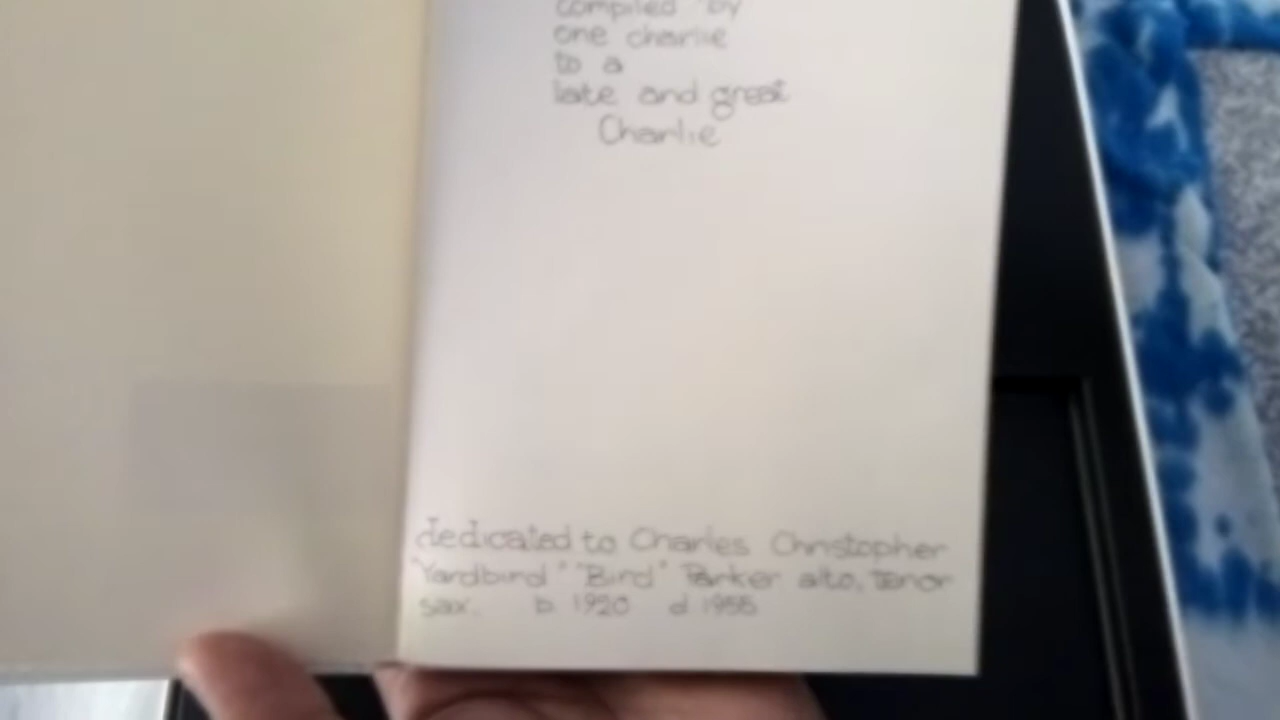 compiled by
one charlie
to a
late and great
Charlie
dedicated to Charles Christopher
"Yardbird" "Bird" Parker alto, tenor
sax. b 1920 d 1955